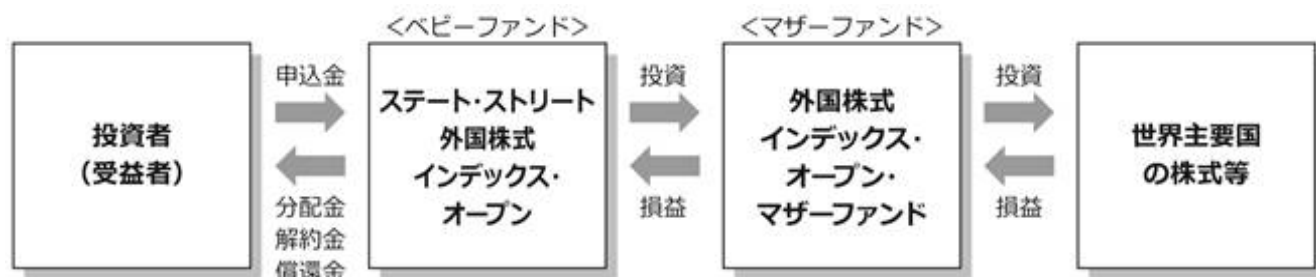 <ベビーファンド>
<マザーファンド>
投資者
(受益者)
申込金
分配金
解約金
償還金
ステート・ストリート
外国株式
インデックス・
オープン
投資
損益
外国株式
インデックス・
オープン・
マザーファンド
投資
損益
世界主要国
の株式等